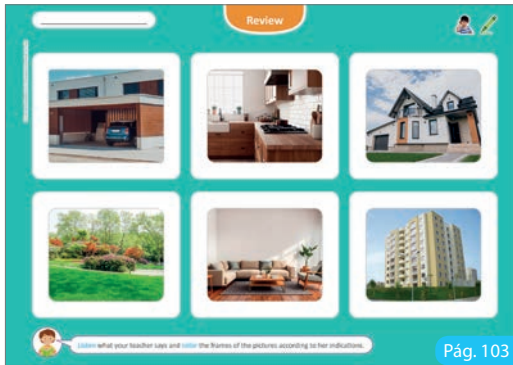 Review
Listen what your teacher says and color the frames of the pictures according to her indications.
Pág. 103